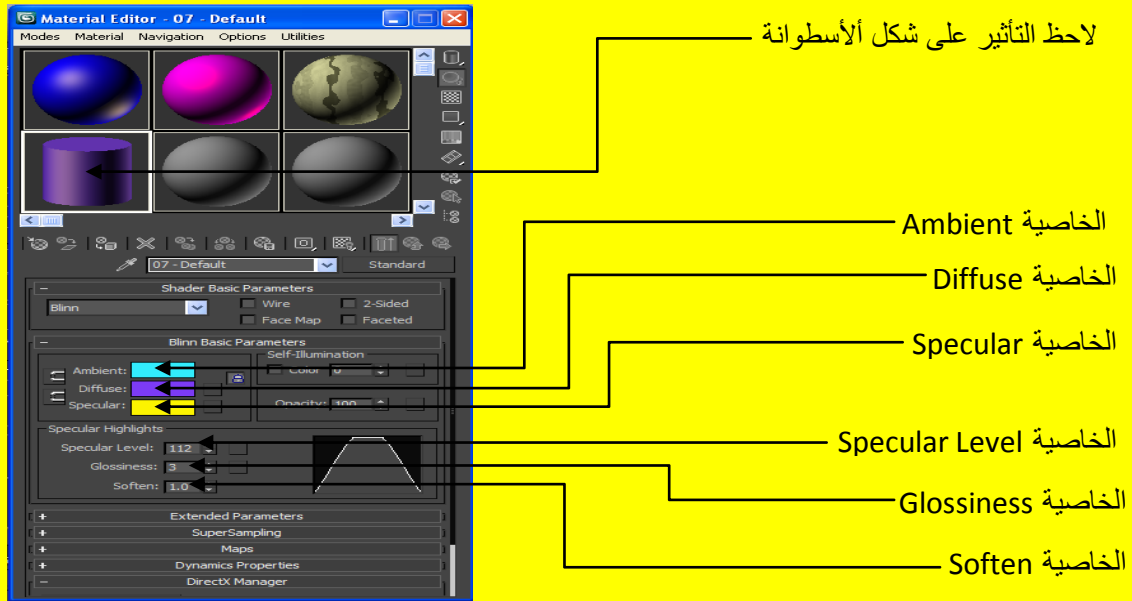 Material Editor - 07 - Default
Modes Material Navigation Options Utilities
لاحظ التأثير على شكل ألأسطوانة
الخاصية Ambient
07 - Default Standard
الخاصية Diffuse
Shader Basic Parameters
Blinn
Wire 2-Sided
Face Map Faceted
الخاصية Specular
Blinn Basic Parameters
Self-Illumination
Ambient: Color 0
Diffuse:
Specular: Opacity: 100
Specular Highlights
Specular Level: 112
الخاصية Specular Level
Glossiness: 3
Soften: 1.0
الخاصية Glossiness
Extended Parameters
SuperSampling
Maps
Dynamics Properties
الخاصية Soften
DirectX Manager